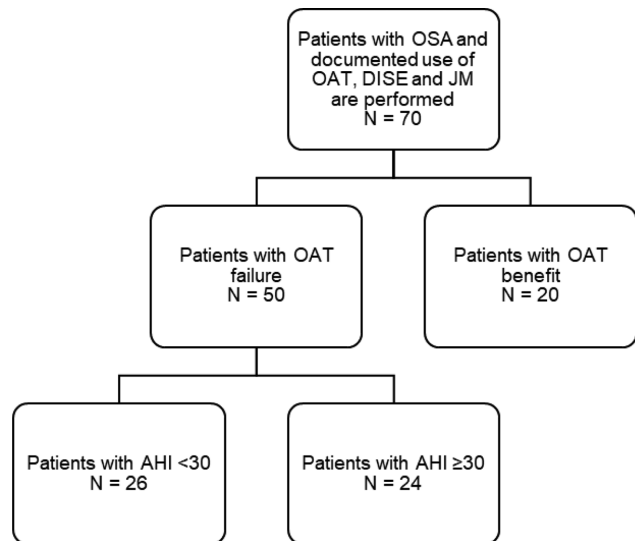 Patients with OSA and
documented use of
OAT, DISE and JM
are performed
N = 70
Patients with OAT
failure
N = 50
Patients with OAT
benefit
N = 20
Patients with AHI <30
N = 26
Patients with AHI ≥30
N = 24